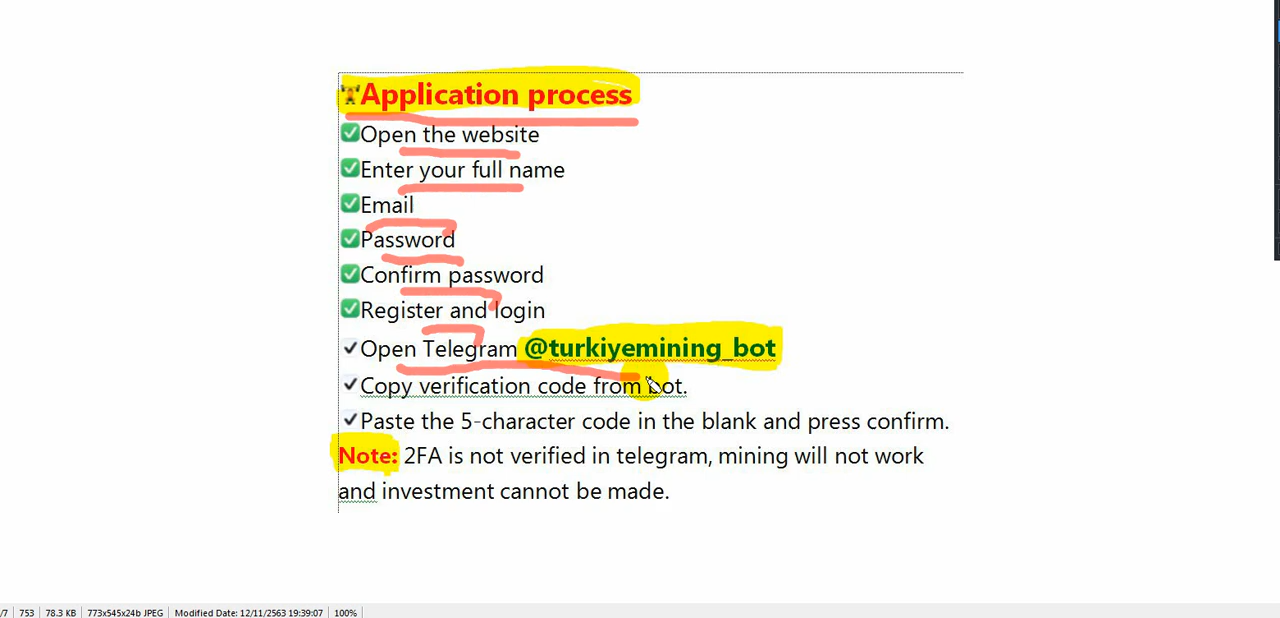 Application process
Open the website
Enter your full name
Email
Password
Confirm password
Register and login
Open Telegram @turkiyemining_bot
Copy verification code from bot.
Paste the 5-character code in the blank and press confirm.
Note: 2FA is not verified in telegram, mining will not work
and investment cannot be made.
/7 753 78.3 KB 773x545x24b JPEG Modified Date: 12/11/2563 19:39:07 100%